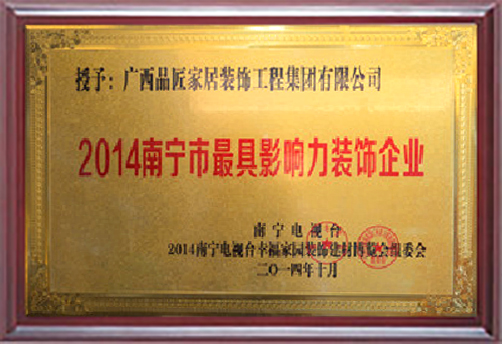 授予：广西品匠家居装饰工程集团有限公司
2014南宁市最具影响力装饰企业
南宁电视台
2014南宁电视台幸福家园装饰建材博览会组委会
二〇一四年十月